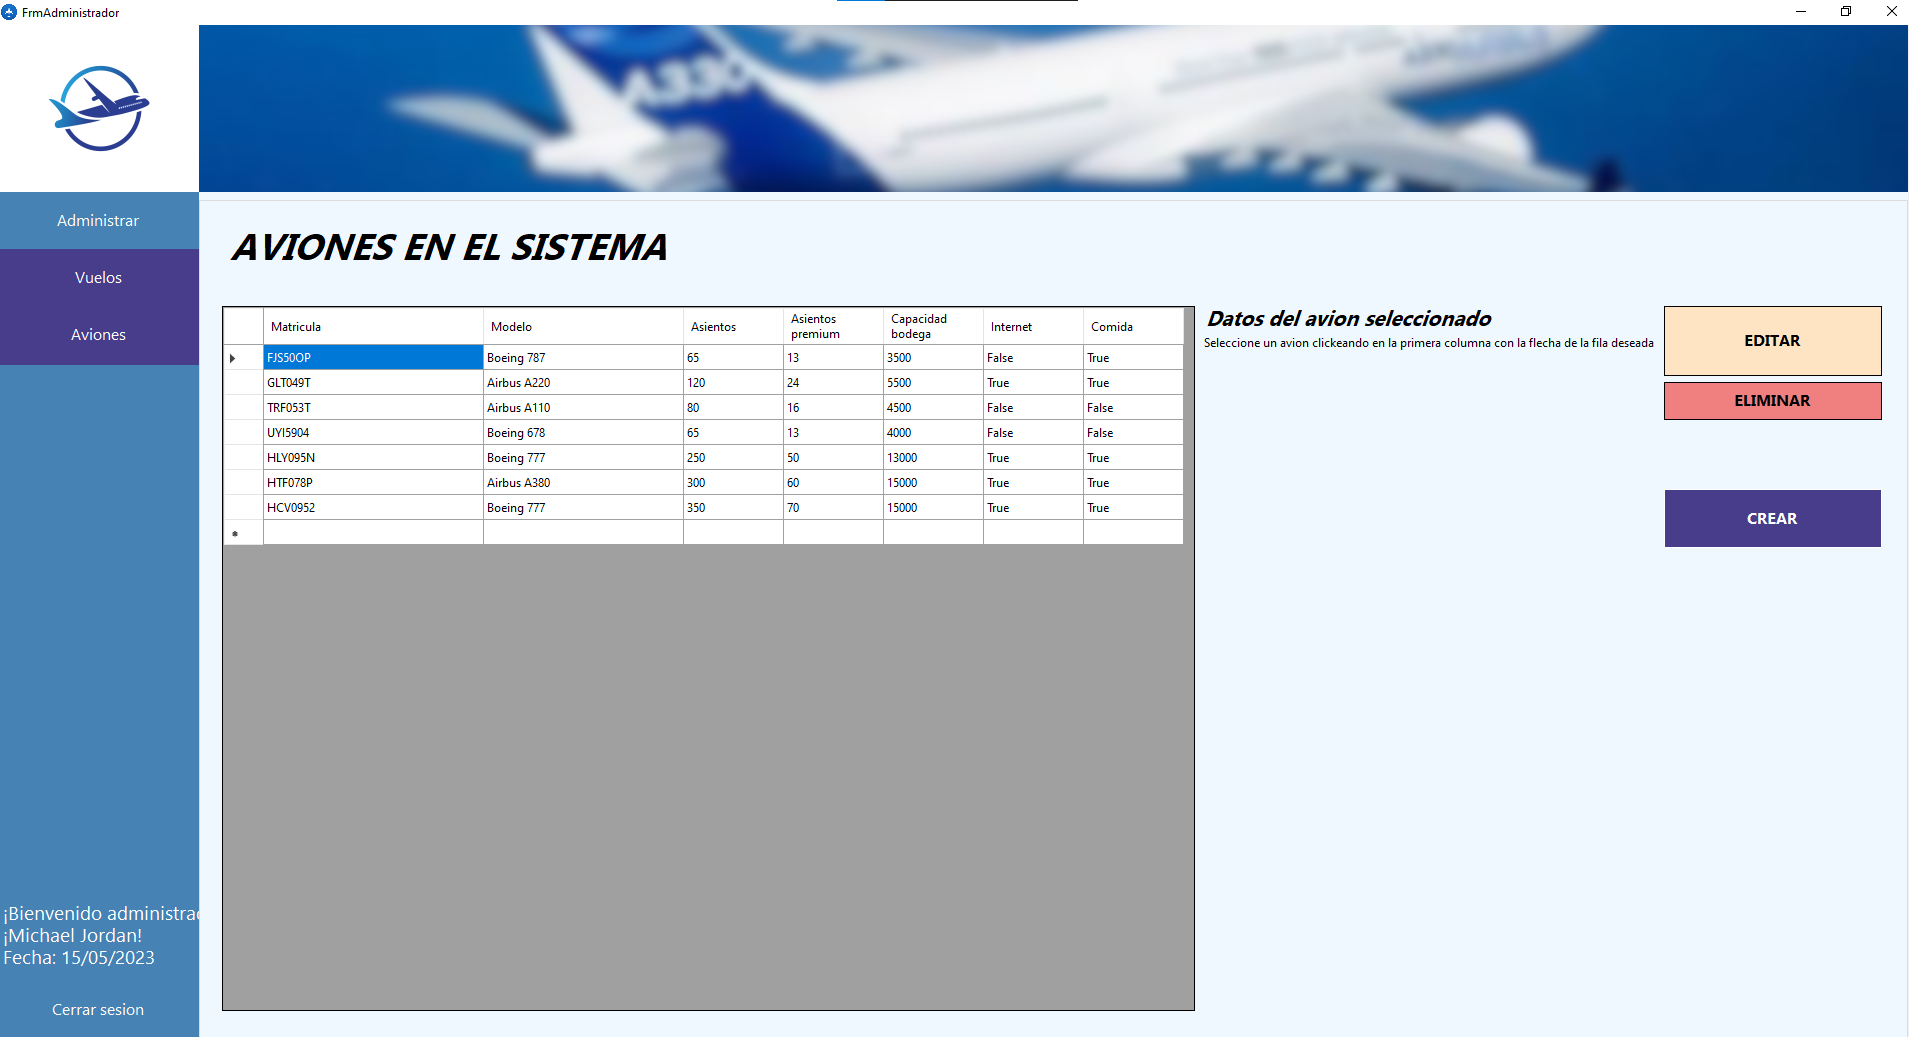 FrmAdministrador
A330
Administrar
Vuelos
Aviones
AVIONES EN EL SISTEMA
Matricula Modelo Asientos Asientos premium Capacidad bodega Internet Comida
FJS50OP Boeing 787 65 13 3500 False True
GLT049T Airbus A220 120 24 5500 True True
TRF053T Airbus A110 80 16 4500 False False
UYI5904 Boeing 678 65 13 4000 False False
HLY095N Boeing 777 250 50 13000 True True
HTF078P Airbus A380 300 60 15000 True True
HCV0952 Boeing 777 350 70 15000 True True
Datos del avion seleccionado
Seleccione un avion clickeando en la primera columna con la flecha de la fila deseada
EDITAR
ELIMINAR
CREAR
¡Bienvenido administrad
¡Michael Jordan!
Fecha: 15/05/2023
Cerrar sesion